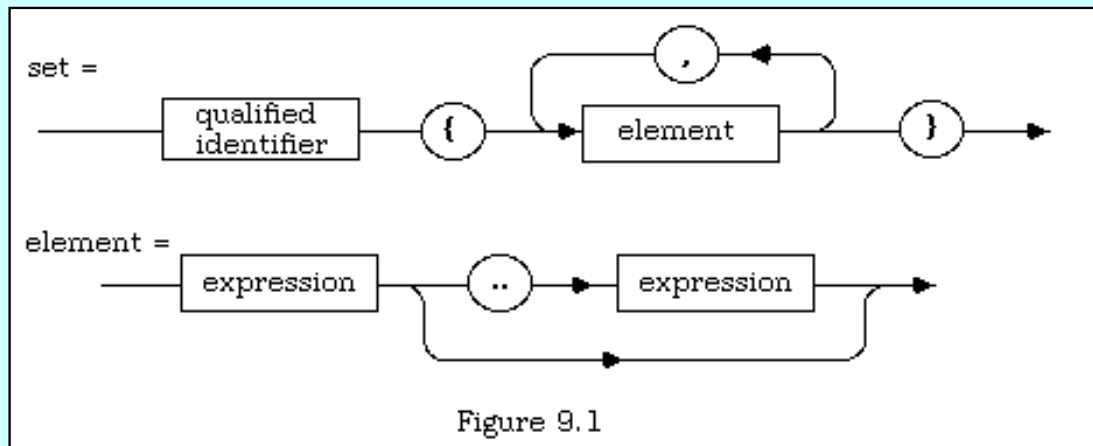 set =
,
qualified
identifier
{
element
}
element =
expression
..
expression
Figure 9.1